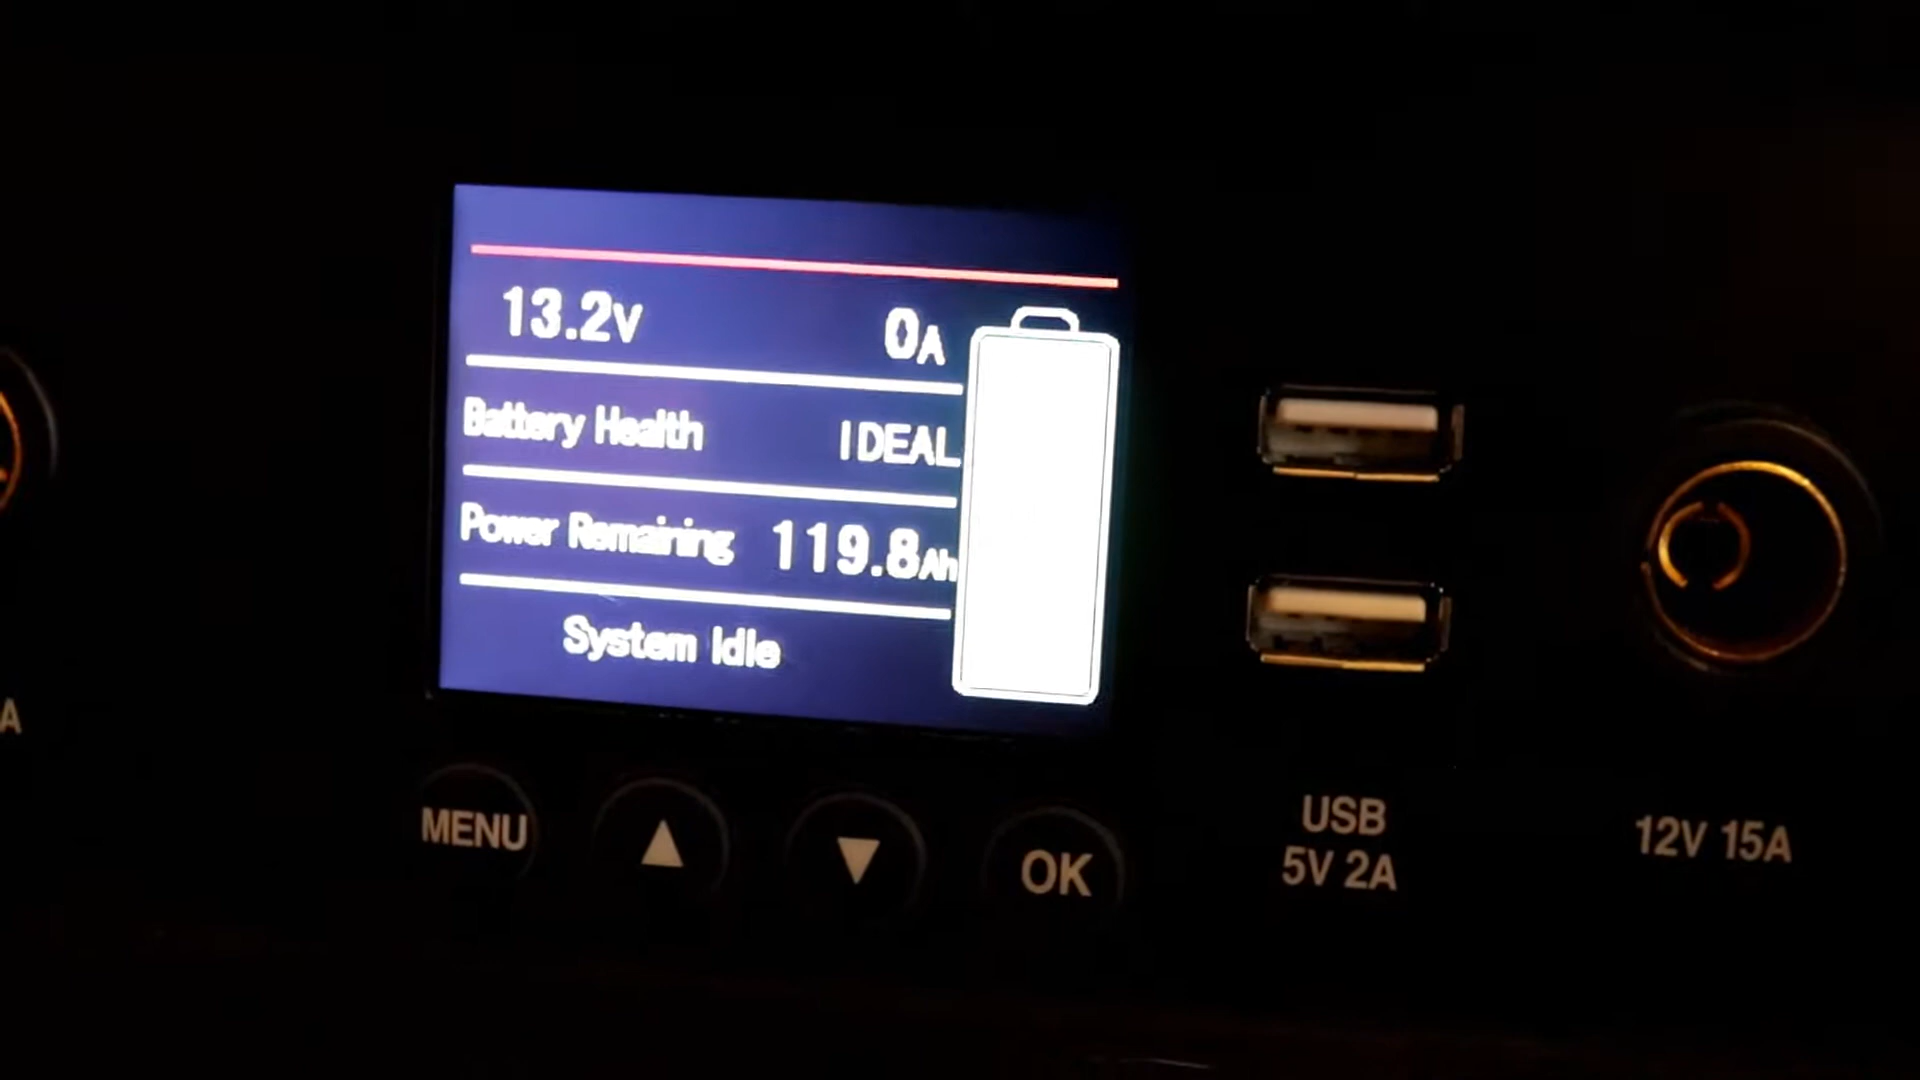 13.2V 0A
Battery Health IDEAL
Power Remaining 119.8Ah
System Idle
A
MENU OK
USB
5V 2A
12V 15A